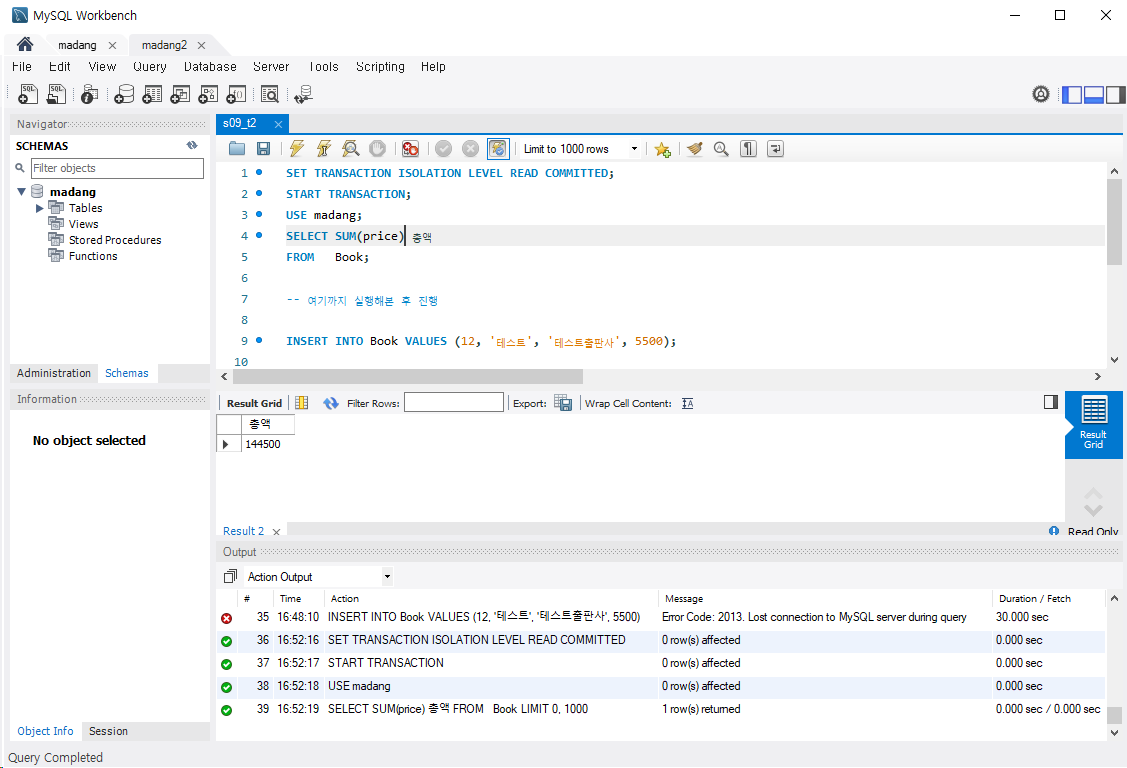 MySQL Workbench
madang
madang2
File Edit View Query Database Server Tools Scripting Help
Navigator
SCHEMAS
Filter objects
madang
Tables
Views
Stored Procedures
Functions
Administration Schemas
Information
No object selected
Object Info Session
s09_t2
Limit to 1000 rows
1 SET TRANSACTION ISOLATION LEVEL READ COMMITTED;
2 START TRANSACTION;
3 USE madang;
4 SELECT SUM(price) 총액
5 FROM Book;
6
7 -- 여기까지 실행해본 후 진행
8
9 INSERT INTO Book VALUES (12, '테스트', '테스트출판사', 5500);
10
Result Grid Filter Rows: Export: Wrap Cell Content:
총액
144500
Result Grid
Result 2
Read Only
Output
Action Output
# Time Action Message Duration / Fetch
35 16:48:10 INSERT INTO Book VALUES (12, '테스트', '테스트출판사', 5500) Error Code: 2013. Lost connection to MySQL server during query 30.000 sec
36 16:52:16 SET TRANSACTION ISOLATION LEVEL READ COMMITTED 0 row(s) affected 0.000 sec
37 16:52:17 START TRANSACTION 0 row(s) affected 0.000 sec
38 16:52:18 USE madang 0 row(s) affected 0.000 sec
39 16:52:19 SELECT SUM(price) 총액 FROM Book LIMIT 0, 1000 1 row(s) returned 0.000 sec / 0.000 sec
Query Completed